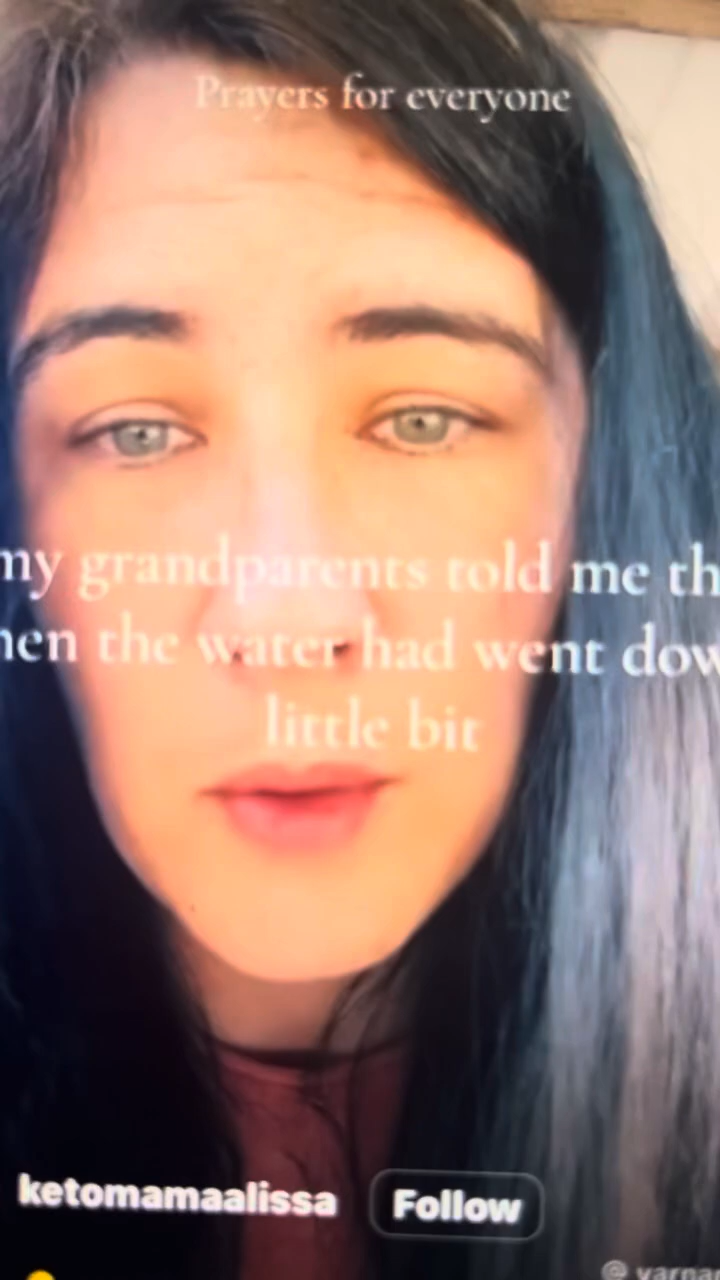 Prayers for everyone
my grandparents told me th
hen the water had went dow
little bit
ketomamaalissa Follow